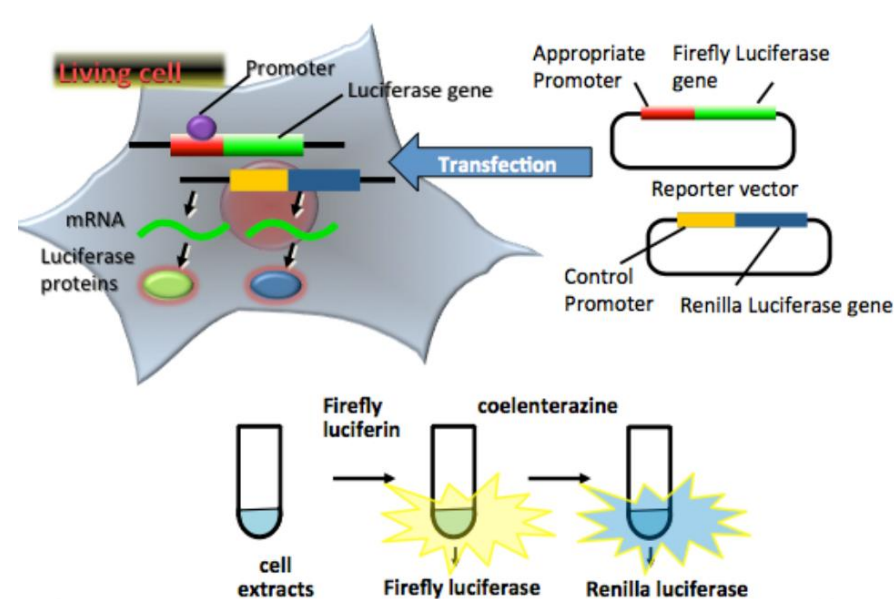 Living cell
Promoter
Luciferase gene
mRNA
Luciferase
proteins
Transfection
Appropriate
Promoter
Firefly Luciferase
gene
Reporter vector
Control
Promoter
Renilla Luciferase gene
Firefly
luciferin
coelenterazine
cell
extracts
Firefly luciferase
Renilla luciferase